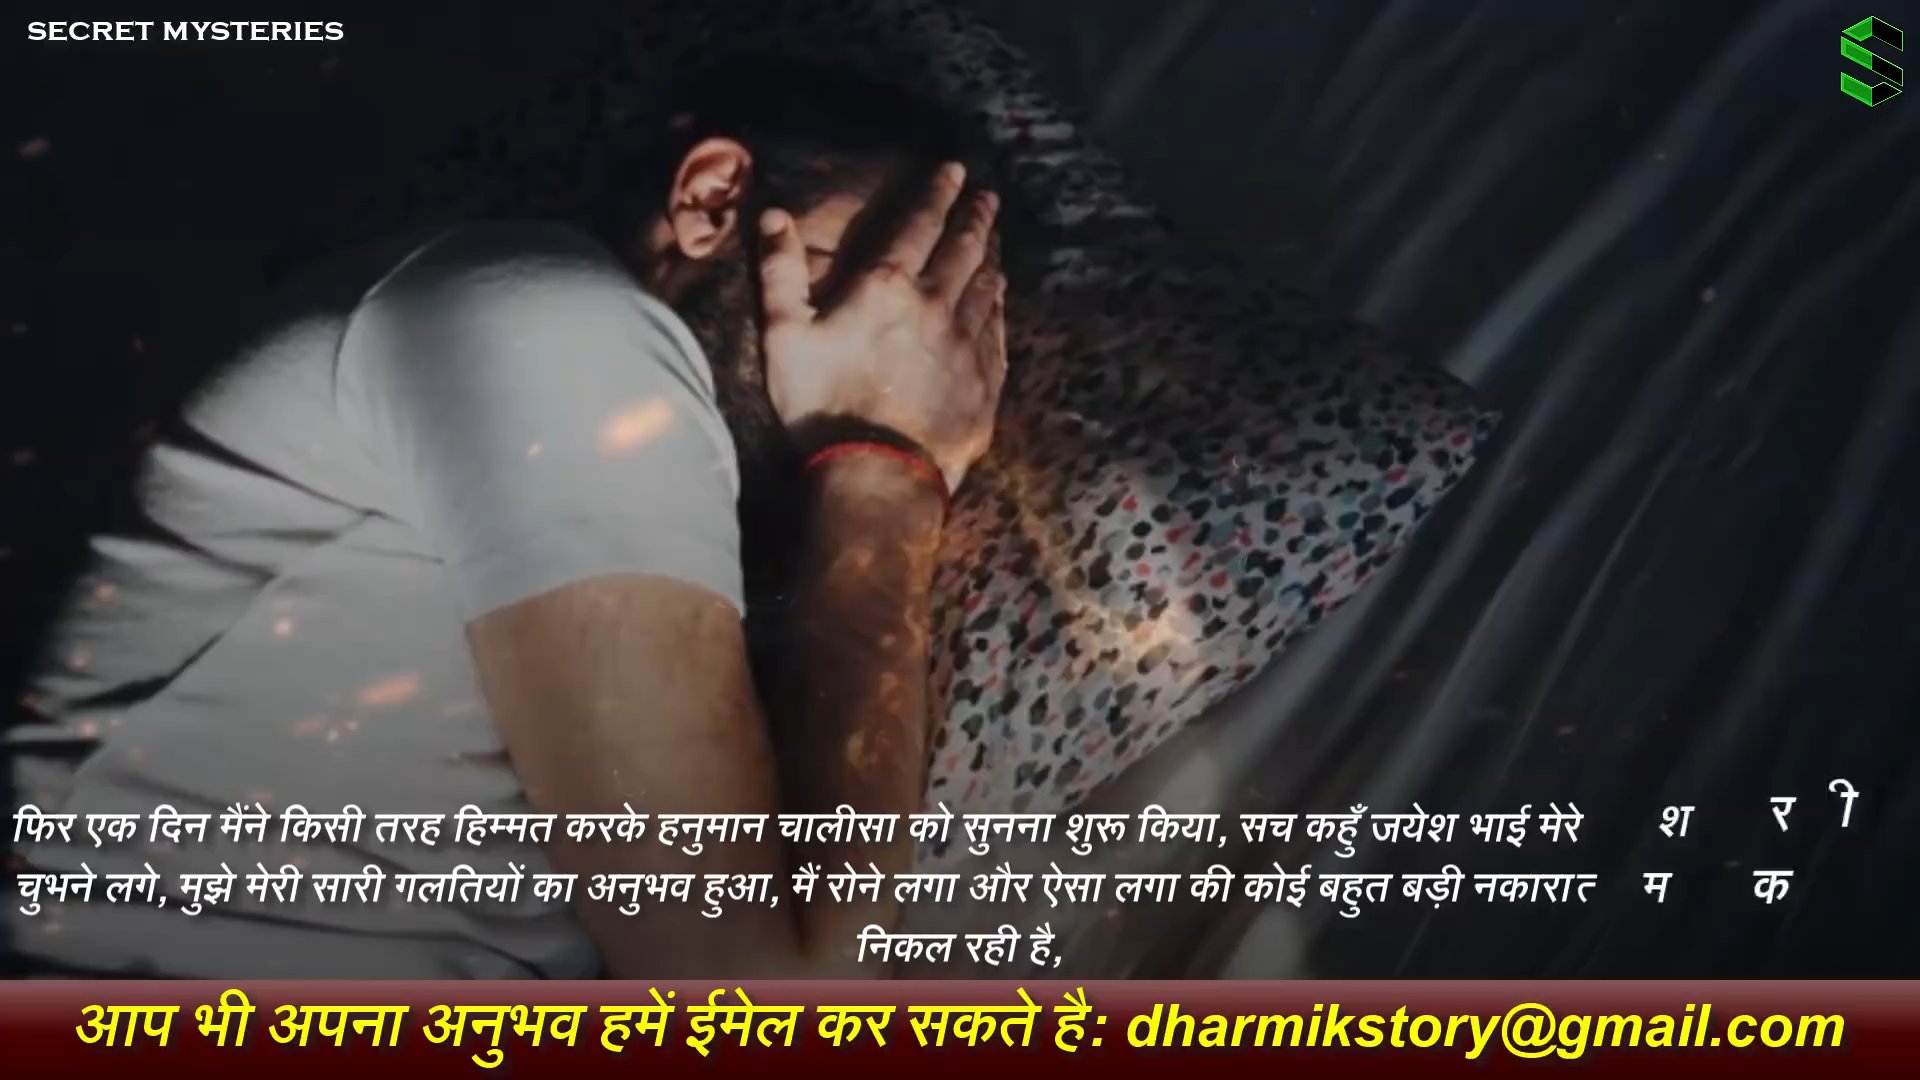 SECRET MYSTERIES
फिर एक दिन मैंने किसी तरह हिम्मत करके हनुमान चालीसा को सुनना शुरू किया, सच कहुँ जयेश भाई मेरे श र ी
चुभने लगे, मुझे मेरी सारी गलतियों का अनुभव हुआ, मैं रोने लगा और ऐसा लगा की कोई बहुत बड़ी नकारात म क
निकल रही है,
आप भी अपना अनुभव हमें ईमेल कर सकते है: dharmikstory@gmail.com